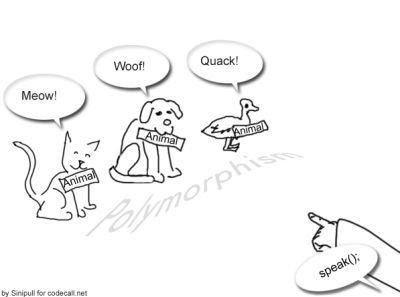 Meow!
Woof!
Quack!
Animal
Animal
Animal
Polymorphism
speak();
by Sinipull for codecall.net